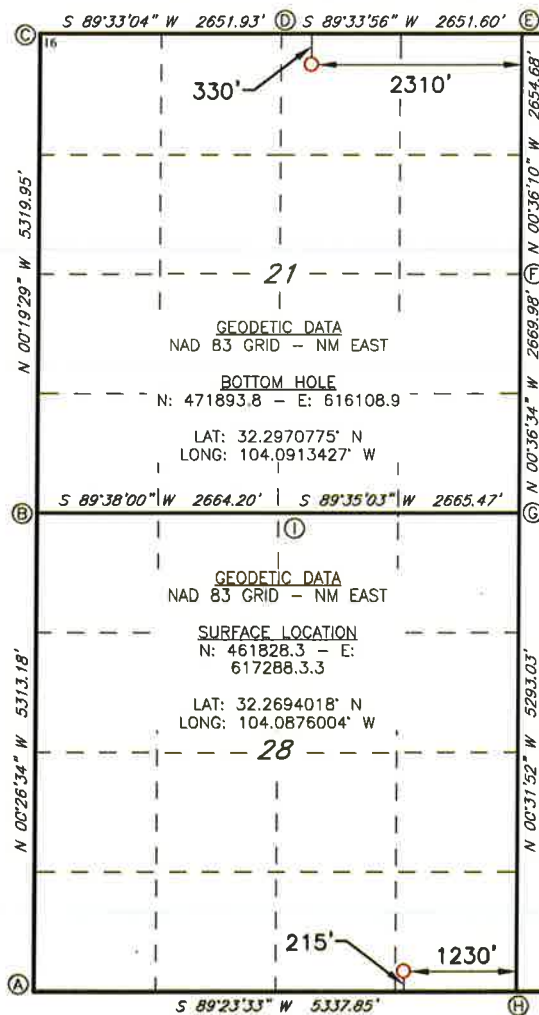 S 89°33'04" W 2651.93' D S 89°33'56" W 2651.60'
C
E
16
330'
2310'
N 00°36'10" W 2654.68'
N 00°19'29" W 5319.95'
21
F
GEODETIC DATA
NAD 83 GRID – NM EAST
BOTTOM HOLE
N: 471893.8 – E: 616108.9
LAT: 32.2970775° N
LONG: 104.0913427° W
N 00°36'34" W 2669.98'
S 89°38'00" W 2664.20' S 89°35'03" W 2665.47'
B
G
I
GEODETIC DATA
NAD 83 GRID – NM EAST
SURFACE LOCATION
N: 461828.3 – E:
617288.3.3
LAT: 32.2694018° N
LONG: 104.0876004° W
N 00°26'34" W 5313.18'
28
N 00°31'52" W 5293.03'
215'
1230'
A
S 89°23'33" W 5337.85'
H